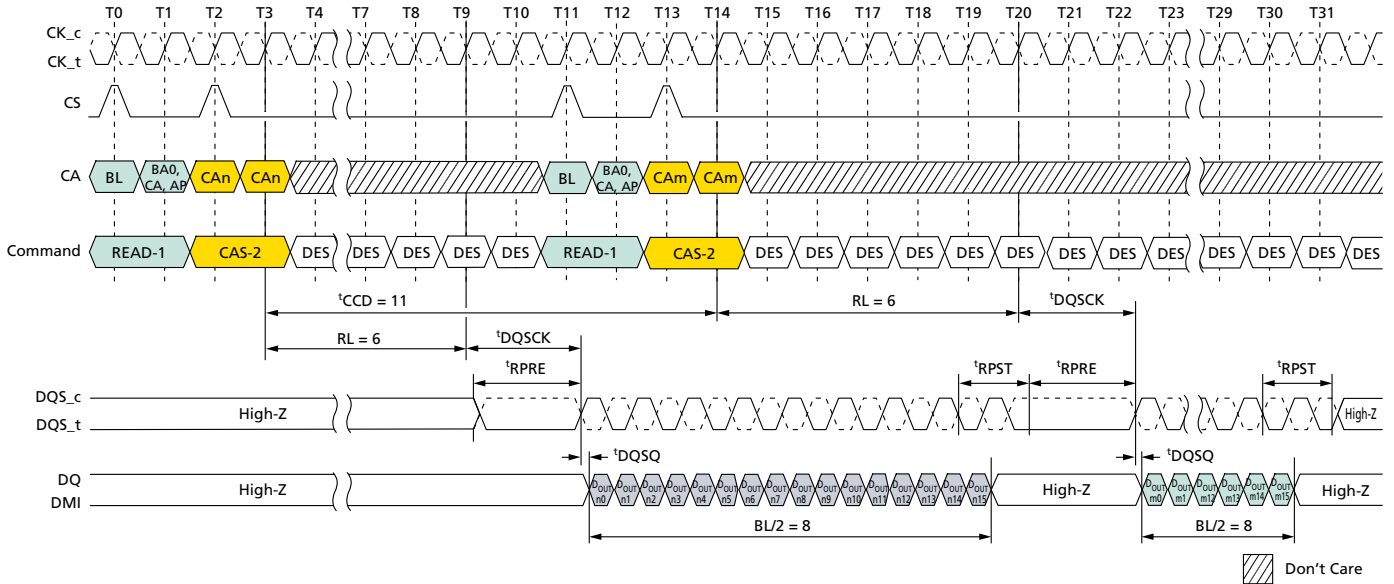 T0 T1 T2 T3 T4 T7 T8 T9 T10 T11 T12 T13 T14 T15 T16 T17 T18 T19 T20 T21 T22 T23 T29 T30 T31
CK_c
CK_t
CS
CA BL BA0, CA, AP CAn CAn BL BA0, CA, AP CAm CAm
Command READ-1 CAS-2 DES DES DES DES DES READ-1 CAS-2 DES DES DES DES DES DES DES DES DES DES DES DES DES
tCCD = 11 RL = 6 tDQSCK
RL = 6 tDQSCK
tRPRE tRPST tRPRE tRPST
DQS_c
DQS_t
High-Z High-Z
tDQSQ tDQSQ
DQ
DMI
High-Z DOUT n0 DOUT n1 DOUT n2 DOUT n3 DOUT n4 DOUT n5 DOUT n6 DOUT n7 DOUT n8 DOUT n9 DOUT n10 DOUT n11 DOUT n12 DOUT n13 DOUT n14 DOUT n15 High-Z DOUT m0 DOUT m1 DOUT m12 DOUT m13 DOUT m14 DOUT m15 High-Z
BL/2 = 8 BL/2 = 8
Don't Care